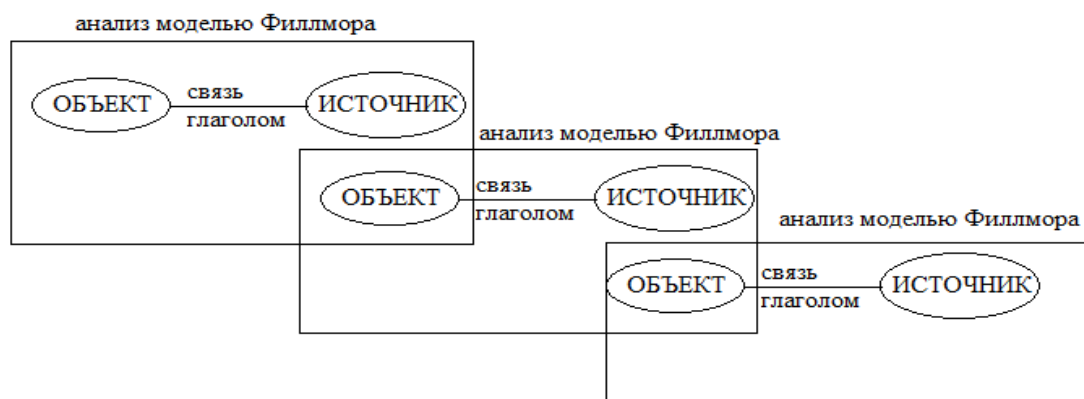 анализ моделью Филлмора
ОБЪЕКТ
связь
глаголом
ИСТОЧНИК
анализ моделью Филлмора
ОБЪЕКТ
связь
глаголом
ИСТОЧНИК
анализ моделью Филлмора
ОБЪЕКТ
связь
глаголом
ИСТОЧНИК